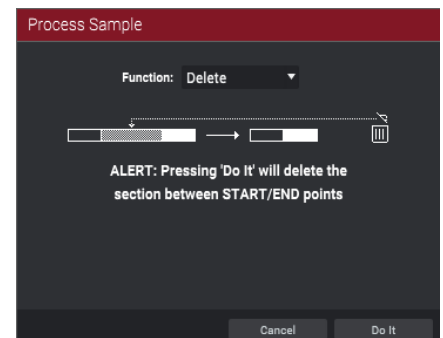 Process Sample
Function: Delete
ALERT: Pressing 'Do It' will delete the
section between START/END points
Cancel Do It